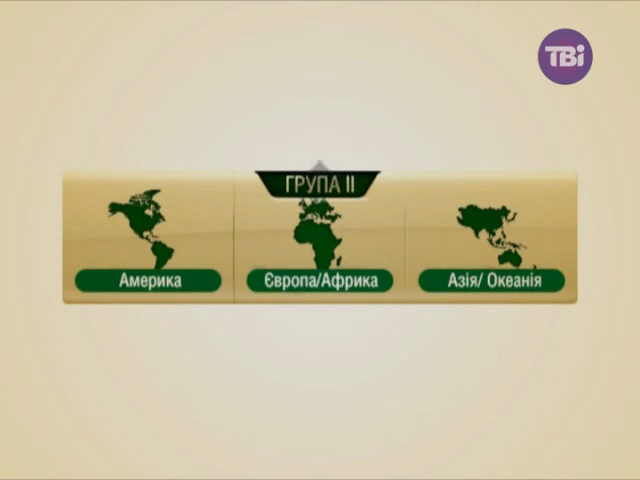 ТВі
ГРУПА II
Америка
Європа/Африка
Азія/ Океанія